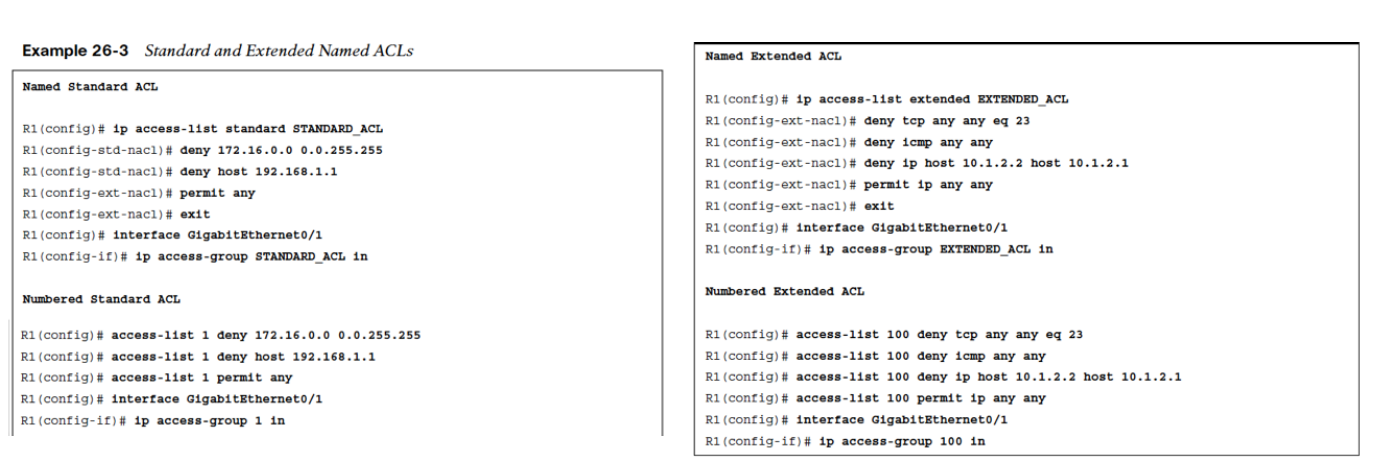 Example 26-3 Standard and Extended Named ACLs
Named Standard ACL
R1(config)# ip access-list standard STANDARD_ACL
R1(config-std-nacl)# deny 172.16.0.0 0.0.255.255
R1(config-std-nacl)# deny host 192.168.1.1
R1(config-ext-nacl)# permit any
R1(config-ext-nacl)# exit
R1(config)# interface GigabitEthernet0/1
R1(config-if)# ip access-group STANDARD_ACL in
Numbered Standard ACL
R1(config)# access-list 1 deny 172.16.0.0 0.0.255.255
R1(config)# access-list 1 deny host 192.168.1.1
R1(config)# access-list 1 permit any
R1(config)# interface GigabitEthernet0/1
R1(config-if)# ip access-group 1 in
Named Extended ACL
R1(config)# ip access-list extended EXTENDED_ACL
R1(config-ext-nacl)# deny tcp any any eq 23
R1(config-ext-nacl)# deny icmp any any
R1(config-ext-nacl)# deny ip host 10.1.2.2 host 10.1.2.1
R1(config-ext-nacl)# permit ip any any
R1(config-ext-nacl)# exit
R1(config)# interface GigabitEthernet0/1
R1(config-if)# ip access-group EXTENDED_ACL in
Numbered Extended ACL
R1(config)# access-list 100 deny tcp any any eq 23
R1(config)# access-list 100 deny icmp any any
R1(config)# access-list 100 deny ip host 10.1.2.2 host 10.1.2.1
R1(config)# access-list 100 permit ip any any
R1(config)# interface GigabitEthernet0/1
R1(config-if)# ip access-group 100 in